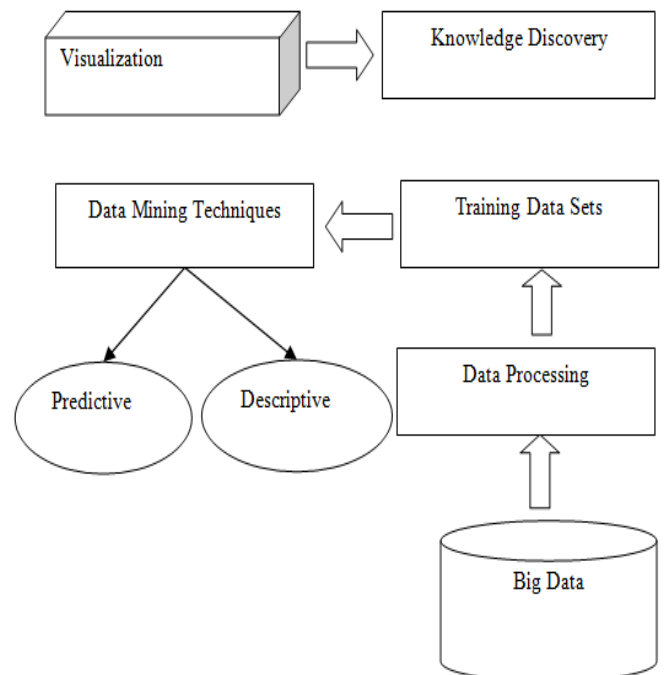 Visualization
Knowledge Discovery
Data Mining Techniques
Training Data Sets
Predictive
Descriptive
Data Processing
Big Data